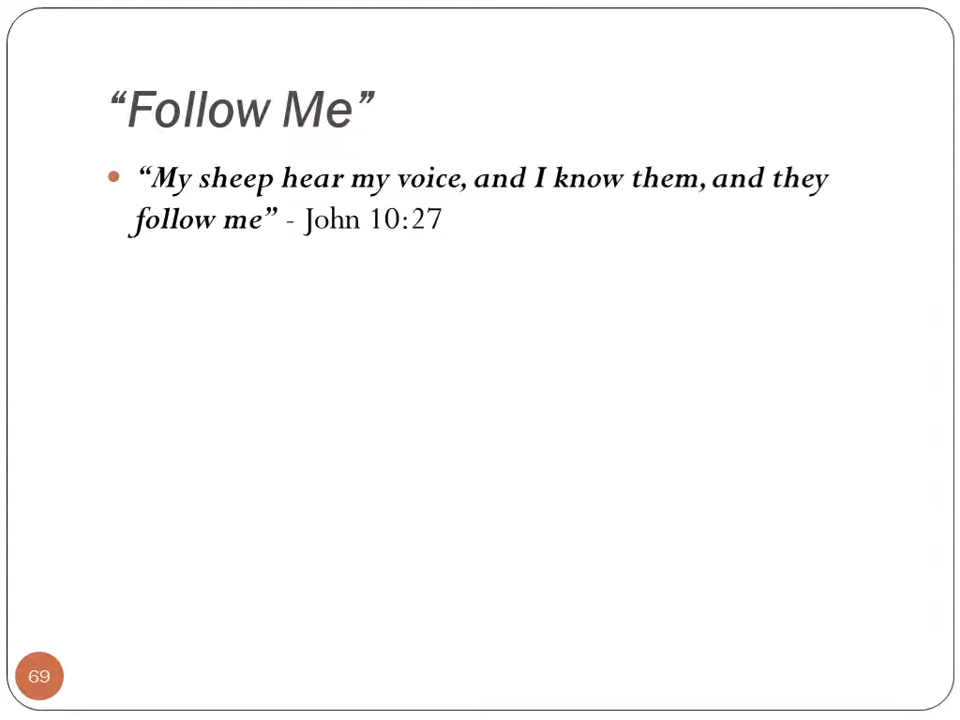 “Follow Me”
• “My sheep hear my voice, and I know them, and they
follow me” - John 10:27
69